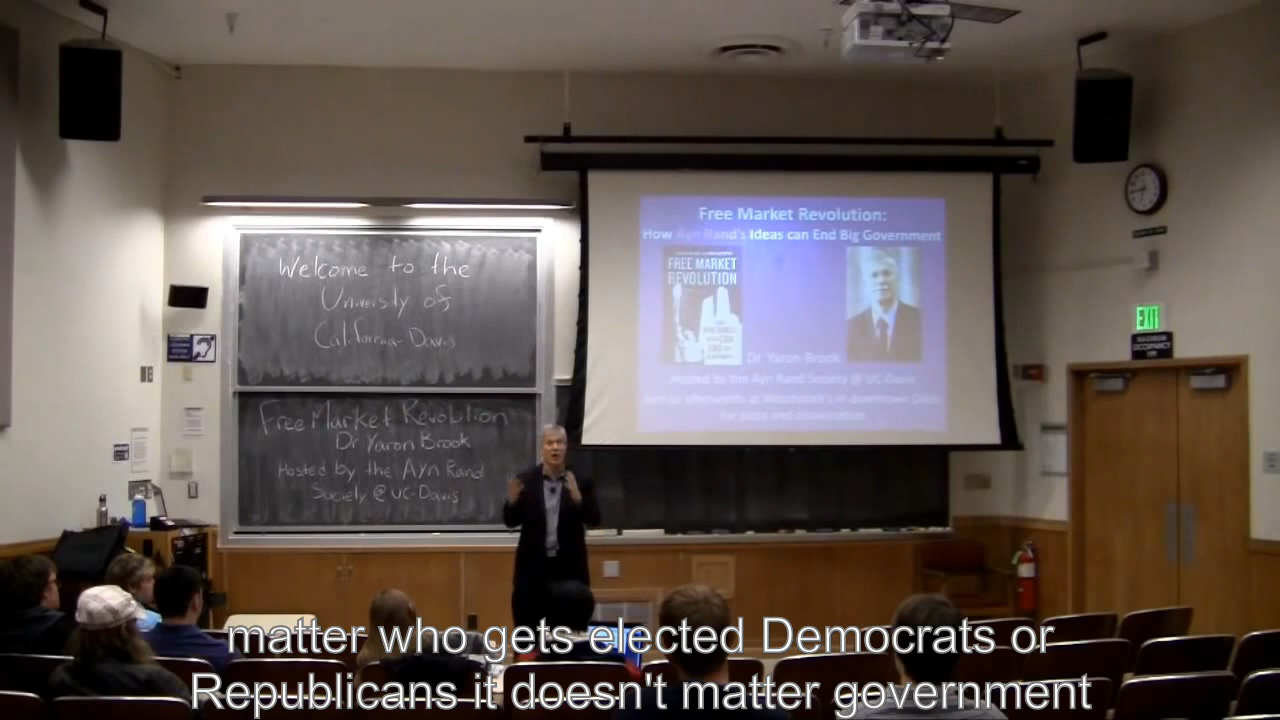 Welcome to the
University of
California-Davis
Free Market Revolution
Dr Yaron Brook
Hosted by the Ayn Rand
Society @ UC-Davis
Free Market Revolution:
How Ayn Rand's Ideas can End Big Government
FREE MARKET
REVOLUTION
Dr. Yaron Brook
Hosted by the Ayn Rand Society @ UC-Davis
EXIT
matter who gets elected Democrats or
Republicans it doesn't matter government